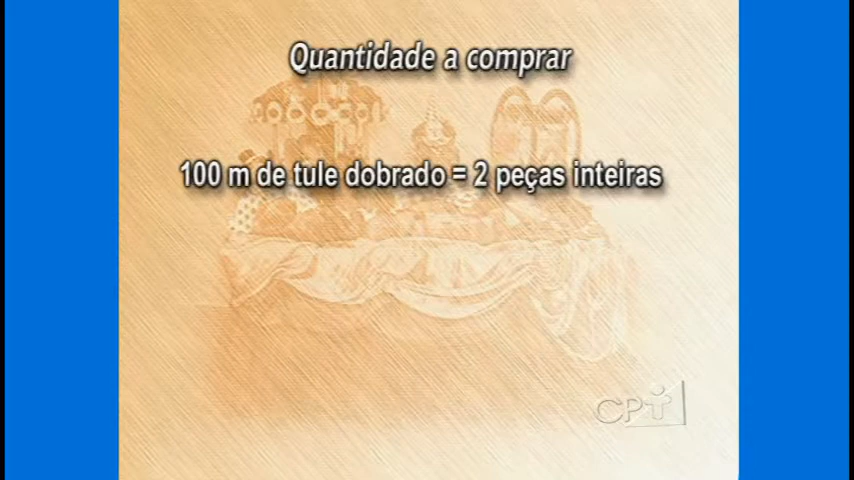 Quantidade a comprar
100 m de tule dobrado = 2 peças inteiras
CPT